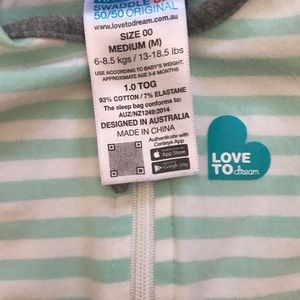 SWADDLE
50/50 ORIGINAL
www.lovetodream.com.au
SIZE 00
MEDIUM (M)
6-8.5 kgs / 13-18.5 lbs
USE ACCORDING TO BABY'S WEIGHT,
APPROXIMATE AGE 3-6 MONTHS
1.0 TOG
93% COTTON / 7% ELASTANE
The sleep bag conforms to:
AUZ/NZ1249:2014
DESIGNED IN AUSTRALIA
MADE IN CHINA
Authenticate with
Certileye App
App Store
Google play
LOVE
TO dream